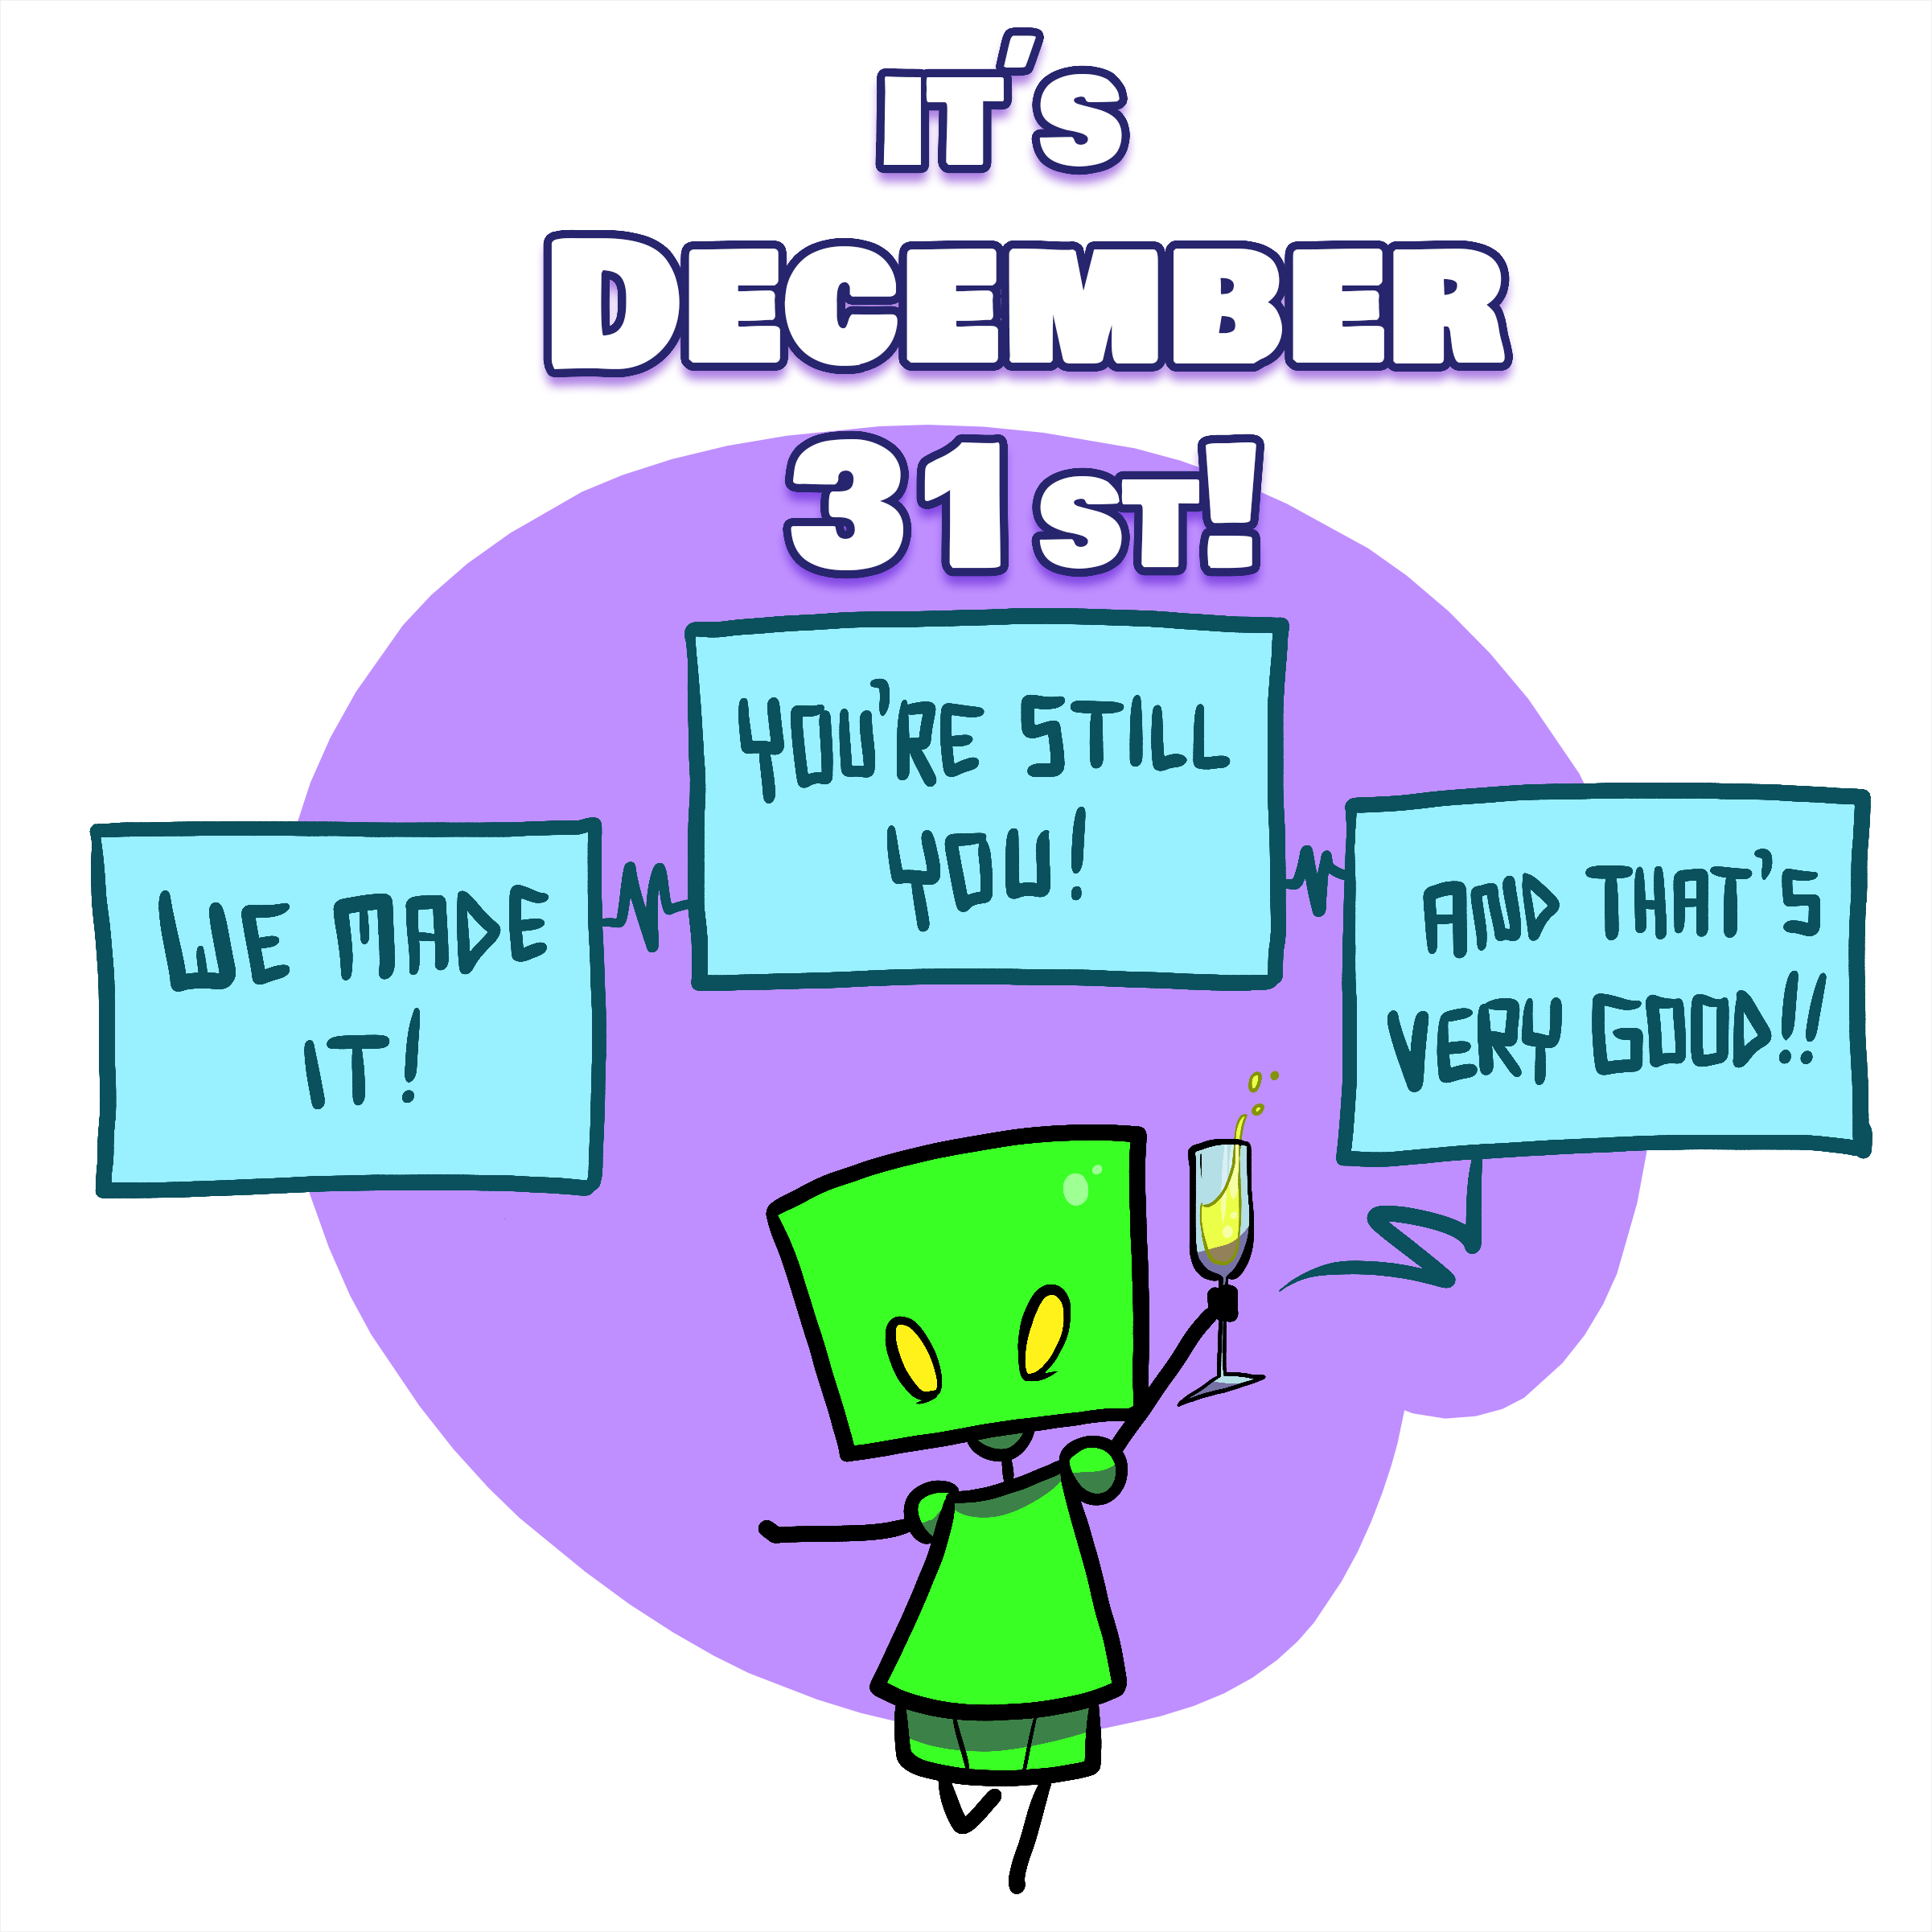 IT'S
DECEMBER
31ST!
WE MADE
IT!
YOU'RE STILL
YOU!
AND THAT'S
VERY GOOD!!